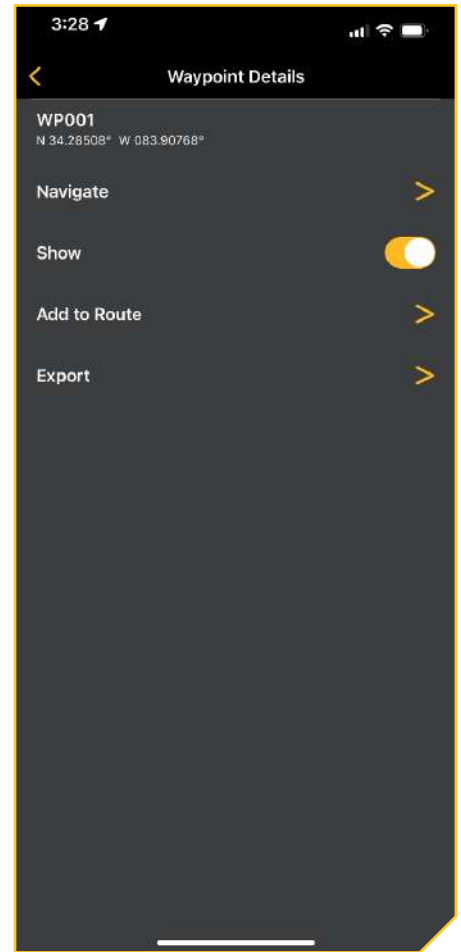 3:28
Waypoint Details
WP001
N 34.28508° W 083.90768°
Navigate
Show
Add to Route
Export